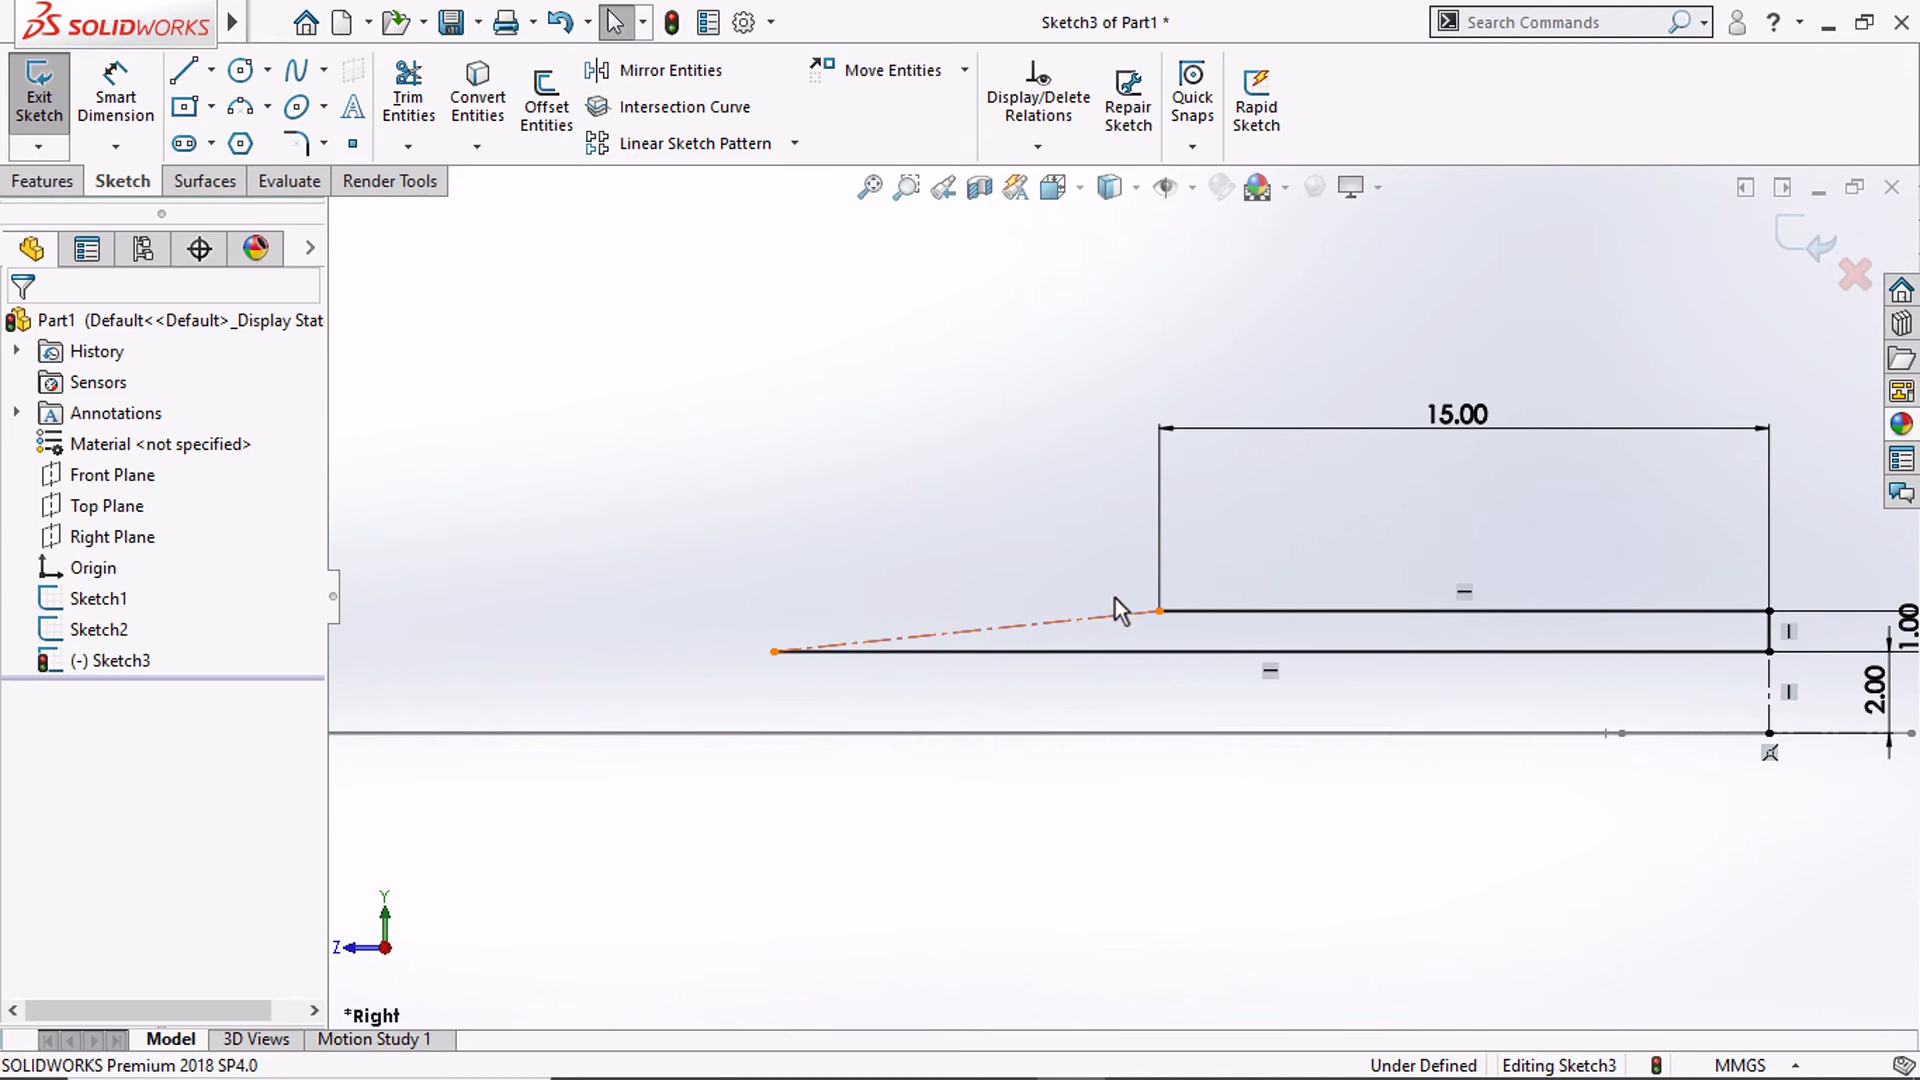 SOLIDWORKS
Sketch3 of Part1 *
Search Commands
Exit Sketch
Smart Dimension
Trim Entities
Convert Entities
Offset Entities
Mirror Entities
Intersection Curve
Linear Sketch Pattern
Move Entities
Display/Delete Relations
Repair Sketch
Quick Snaps
Rapid Sketch
Features
Sketch
Surfaces
Evaluate
Render Tools
Part1 (Default<<Default>_Display Stat
History
Sensors
Annotations
Material <not specified>
Front Plane
Top Plane
Right Plane
Origin
Sketch1
Sketch2
(-) Sketch3
15.00
1.00
2.00
Y
Z
*Right
Model
3D Views
Motion Study 1
SOLIDWORKS Premium 2018 SP4.0
Under Defined
Editing Sketch3
MMGS